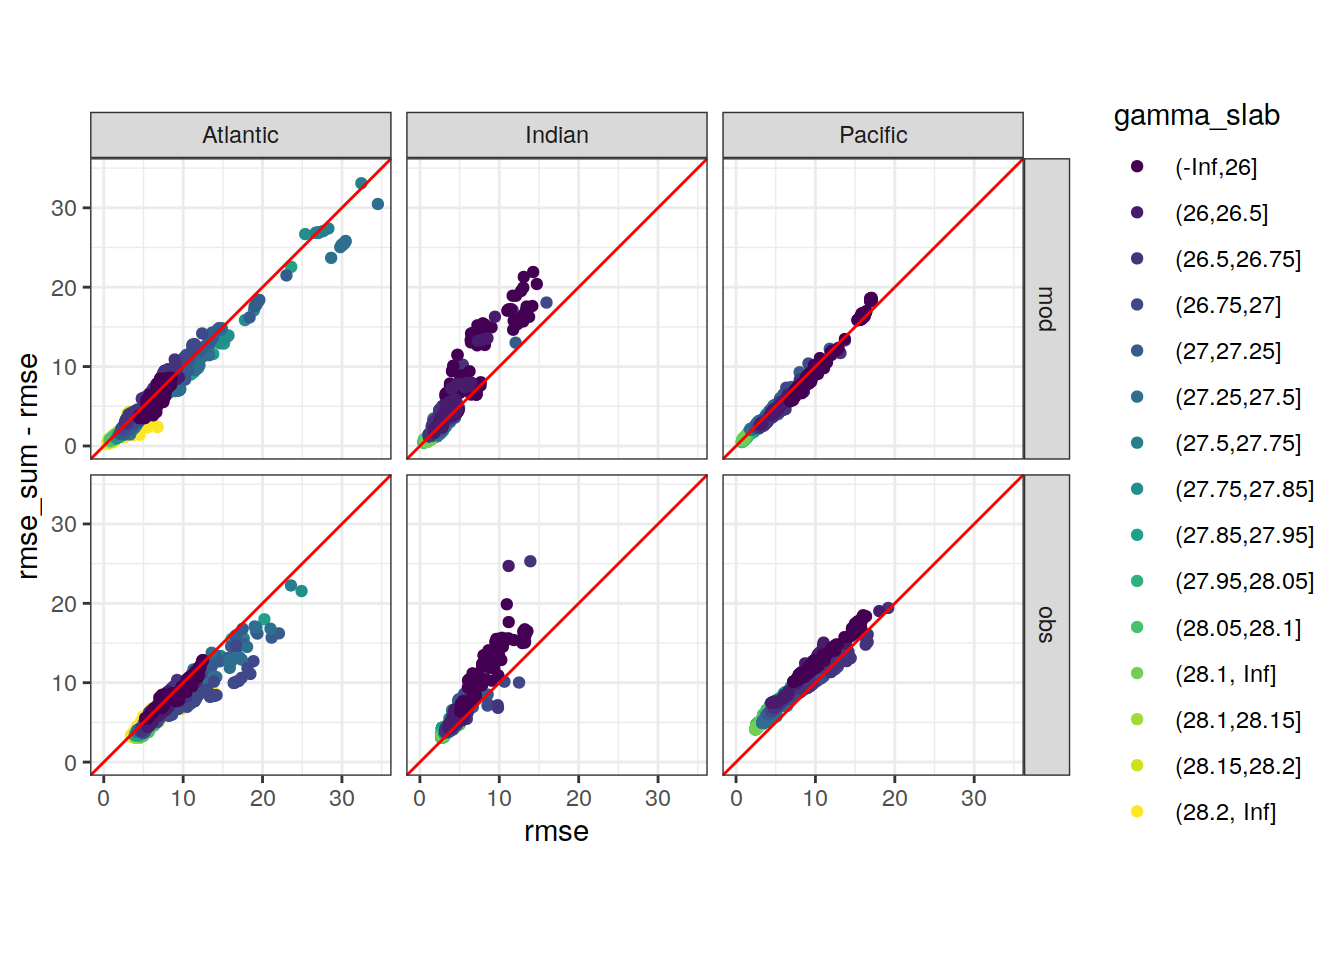 Atlantic
Indian
Pacific
mod
obs
30
20
10
0
30
20
10
0
0 10 20 30
0 10 20 30
0 10 20 30
rmse
rmse_sum - rmse
gamma_slab
(-Inf,26]
(26,26.5]
(26.5,26.75]
(26.75,27]
(27,27.25]
(27.25,27.5]
(27.5,27.75]
(27.75,27.85]
(27.85,27.95]
(27.95,28.05]
(28.05,28.1]
(28.1, Inf]
(28.1,28.15]
(28.15,28.2]
(28.2, Inf]